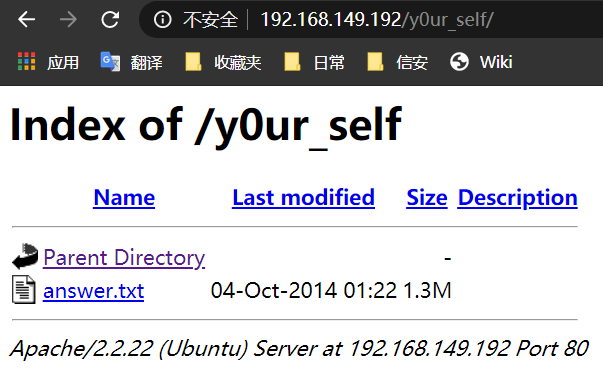 不安全 192.168.149.192/y0ur_self/
应用 翻译 收藏夹 日常 信安 Wiki
Index of /y0ur_self
Name Last modified Size Description
Parent Directory -
answer.txt 04-Oct-2014 01:22 1.3M
Apache/2.2.22 (Ubuntu) Server at 192.168.149.192 Port 80